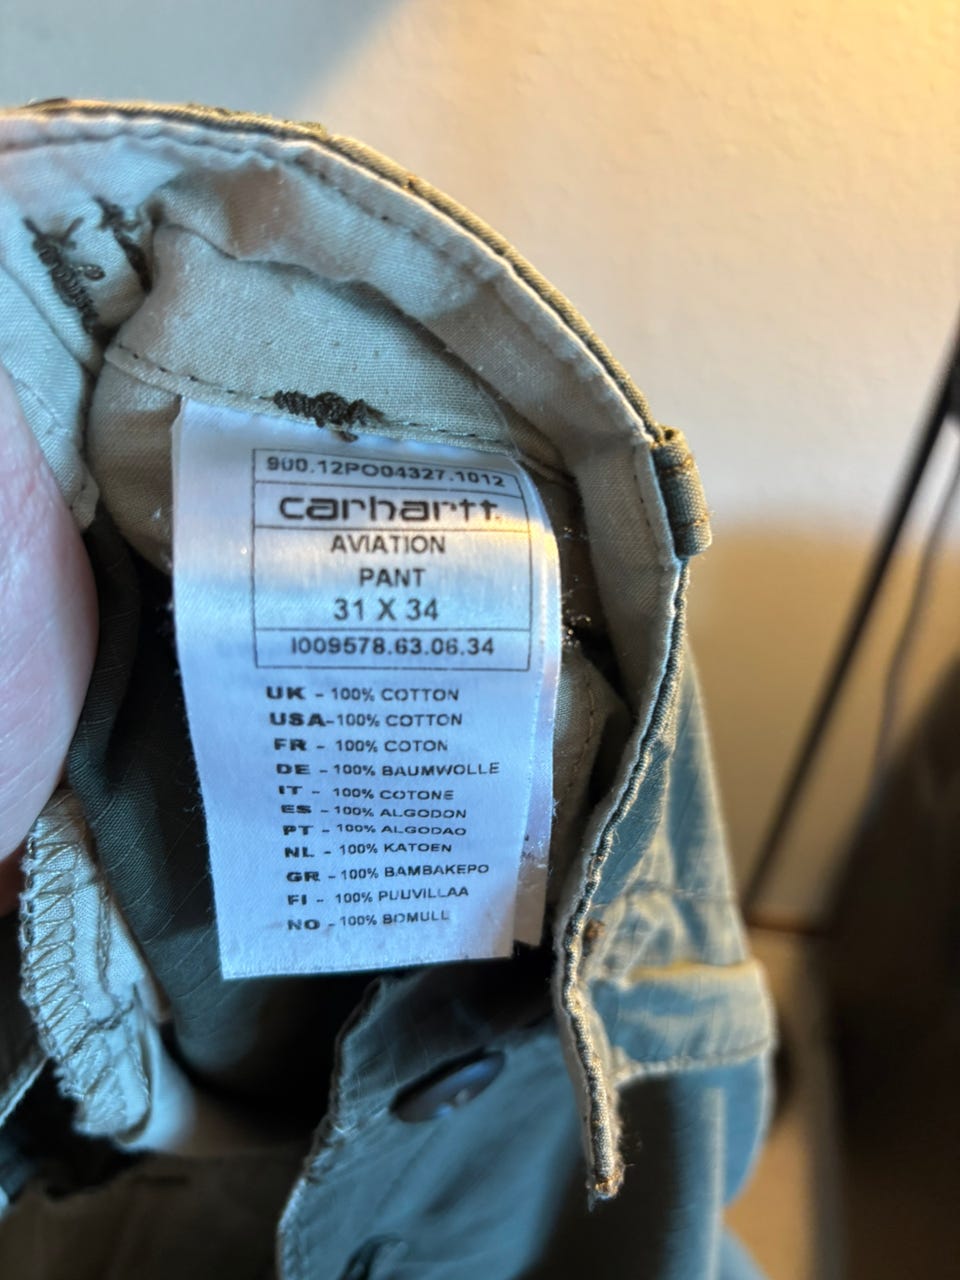 900.12PO04327.1012
carhartt
AVIATION
PANT
31 X 34
I009578.63.06.34
UK - 100% COTTON
USA-100% COTTON
FR - 100% COTON
DE - 100% BAUMWOLLE
IT - 100% COTONE
ES - 100% ALGODON
PT - 100% ALGODAO
NL - 100% KATOEN
GR - 100% BAMBAKEPO
FI - 100% PUUVILLAA
NO - 100% BOMULL